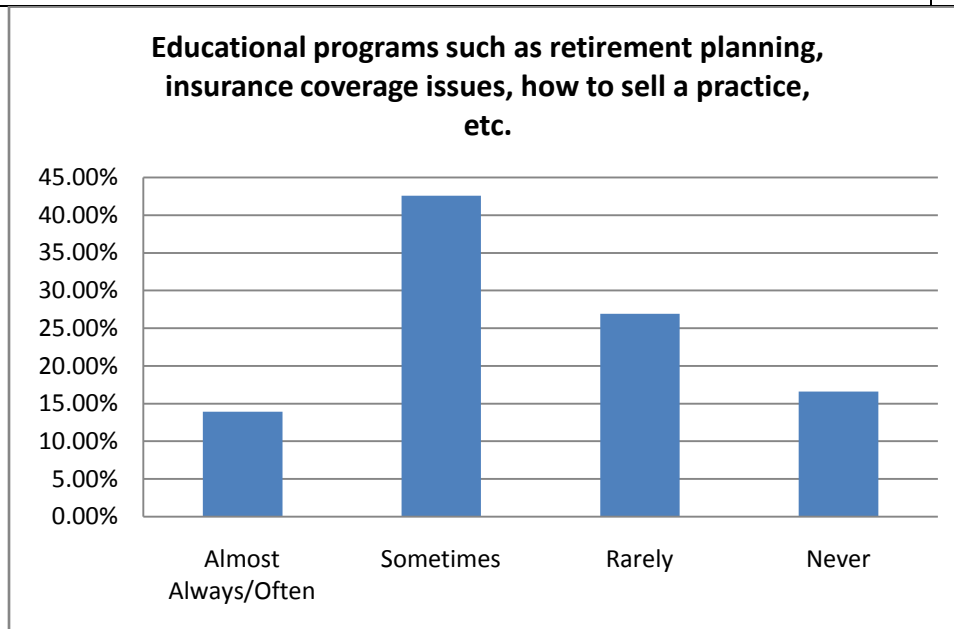 Educational programs such as retirement planning,
insurance coverage issues, how to sell a practice,
etc.
45.00%
40.00%
35.00%
30.00%
25.00%
20.00%
15.00%
10.00%
5.00%
0.00%
Almost
Always/Often
Sometimes
Rarely
Never